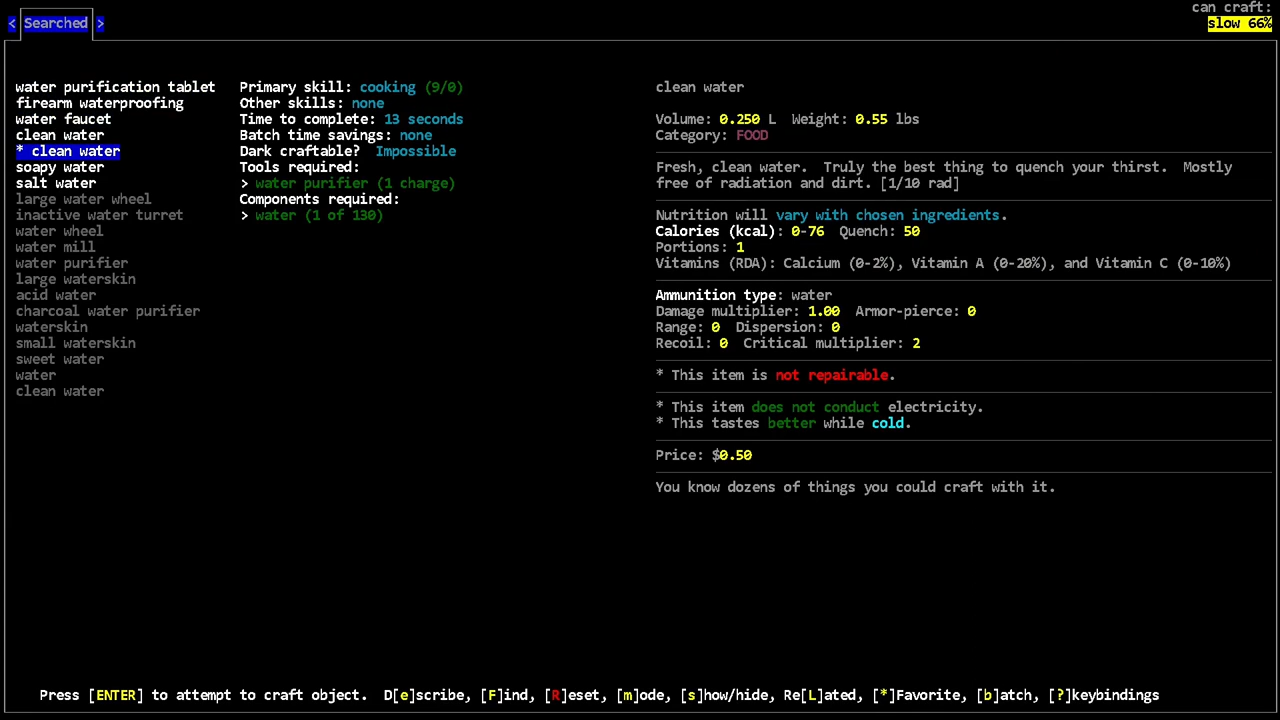 can craft:
< Searched >
slow 66%
water purification tablet
firearm waterproofing
water faucet
clean water
* clean water
soapy water
salt water
large water wheel
inactive water turret
water wheel
water mill
water purifier
large waterskin
acid water
charcoal water purifier
waterskin
small waterskin
sweet water
water
clean water
Primary skill: cooking (9/0)
Other skills: none
Time to complete: 13 seconds
Batch time savings: none
Dark craftable? Impossible
Tools required:
> water purifier (1 charge)
Components required:
> water (1 of 130)
clean water
Volume: 0.250 L Weight: 0.55 lbs
Category: FOOD
Fresh, clean water. Truly the best thing to quench your thirst. Mostly
free of radiation and dirt. [1/10 rad]
Nutrition will vary with chosen ingredients.
Calories (kcal): 0-76 Quench: 50
Portions: 1
Vitamins (RDA): Calcium (0-2%), Vitamin A (0-20%), and Vitamin C (0-10%)
Ammunition type: water
Damage multiplier: 1.00 Armor-pierce: 0
Range: 0 Dispersion: 0
Recoil: 0 Critical multiplier: 2
* This item is not repairable.
* This item does not conduct electricity.
* This tastes better while cold.
Price: $0.50
You know dozens of things you could craft with it.
Press [ENTER] to attempt to craft object. D[e]scribe, [F]ind, [R]eset, [m]ode, [s]how/hide, Re[L]ated, [*]Favorite, [b]atch, [?]keybindings